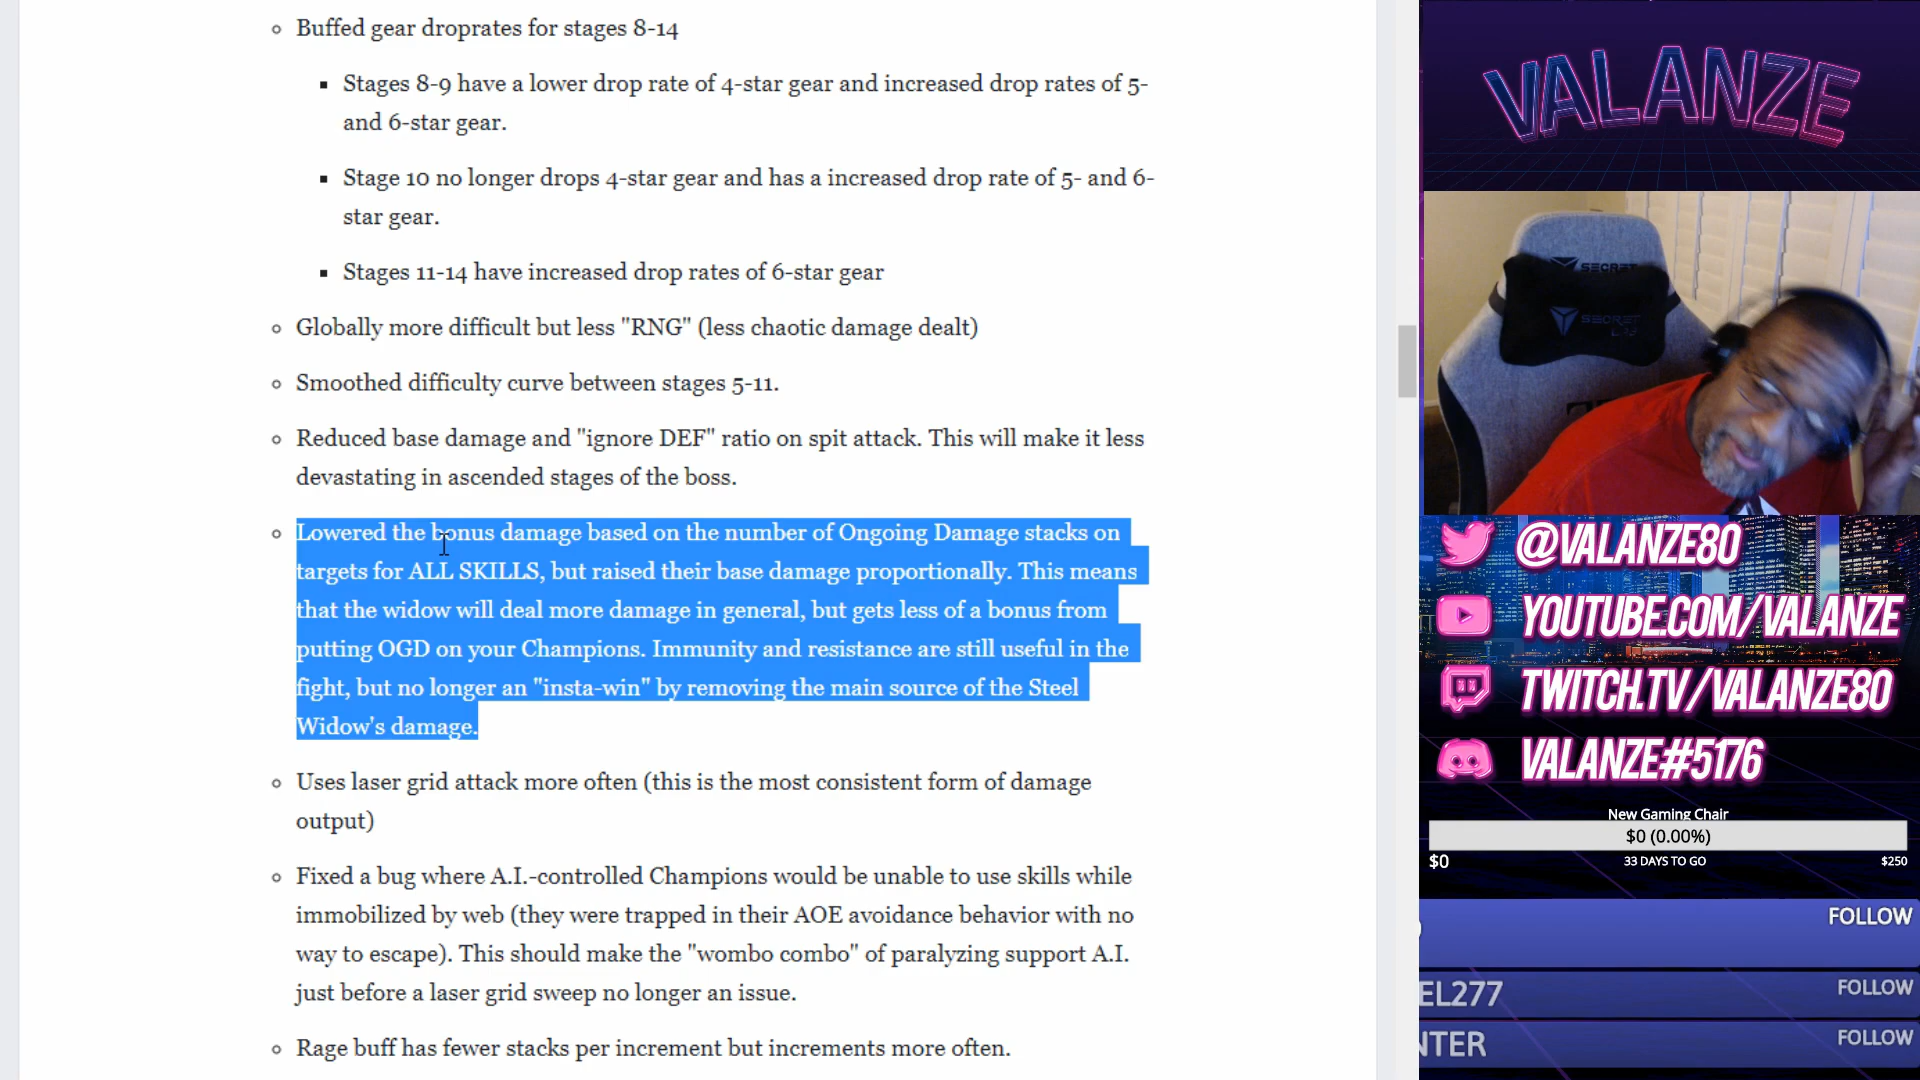 Buffed gear droprates for stages 8-14
Stages 8-9 have a lower drop rate of 4-star gear and increased drop rates of 5-
and 6-star gear.
Stage 10 no longer drops 4-star gear and has a increased drop rate of 5- and 6-
star gear.
Stages 11-14 have increased drop rates of 6-star gear
Globally more difficult but less "RNG" (less chaotic damage dealt)
Smoothed difficulty curve between stages 5-11.
Reduced base damage and "ignore DEF" ratio on spit attack. This will make it less
devastating in ascended stages of the boss.
Lowered the bonus damage based on the number of Ongoing Damage stacks on
targets for ALL SKILLS, but raised their base damage proportionally. This means
that the widow will deal more damage in general, but gets less of a bonus from
putting OGD on your Champions. Immunity and resistance are still useful in the
fight, but no longer an "insta-win" by removing the main source of the Steel
Widow's damage.
Uses laser grid attack more often (this is the most consistent form of damage
output)
Fixed a bug where A.I.-controlled Champions would be unable to use skills while
immobilized by web (they were trapped in their AOE avoidance behavior with no
way to escape). This should make the "wombo combo" of paralyzing support A.I.
just before a laser grid sweep no longer an issue.
Rage buff has fewer stacks per increment but increments more often.
VALANZE
SECRET
SECRET
@VALANZE80
YOUTUBE.COM/VALANZE
TWITCH.TV/VALANZE80
VALANZE#5176
New Gaming Chair
$0 (0.00%)
$0
33 DAYS TO GO
$250
FOLLOW
EL277
FOLLOW
NTER
FOLLOW